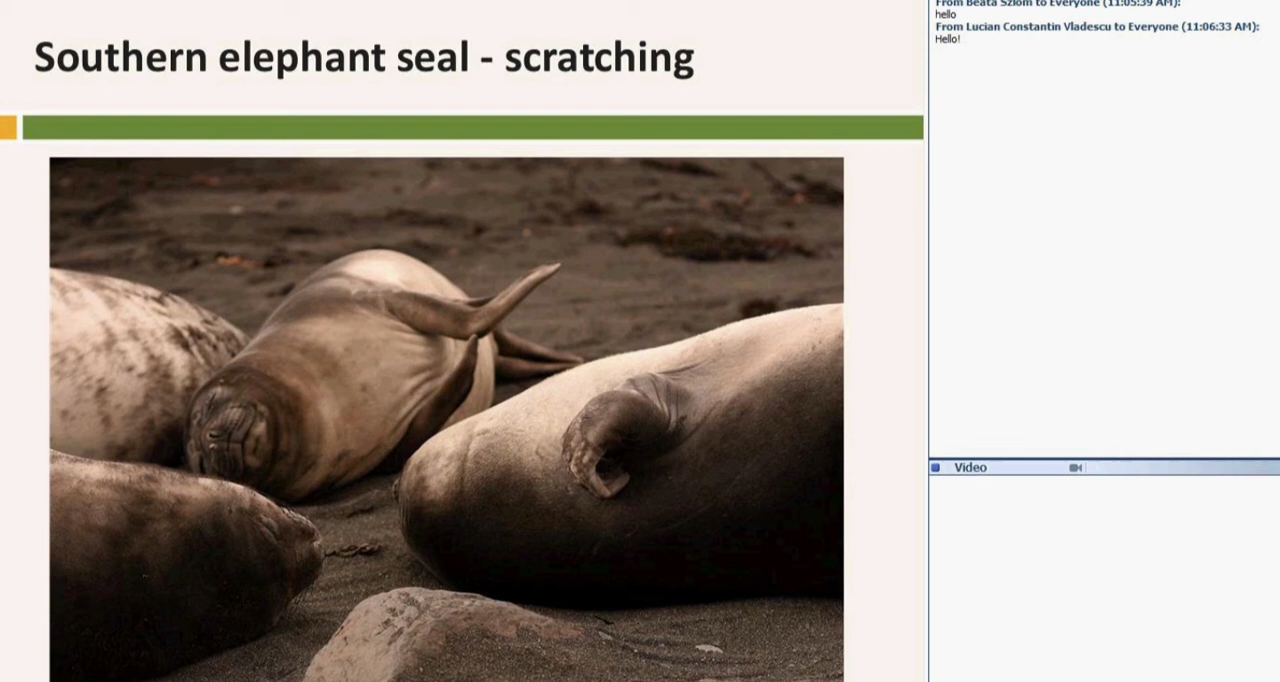 Southern elephant seal - scratching
From Beata Szlom to Everyone (11:05:39 AM):
hello
From Lucian Constantin Vladescu to Everyone (11:06:33 AM):
Hello!
Video